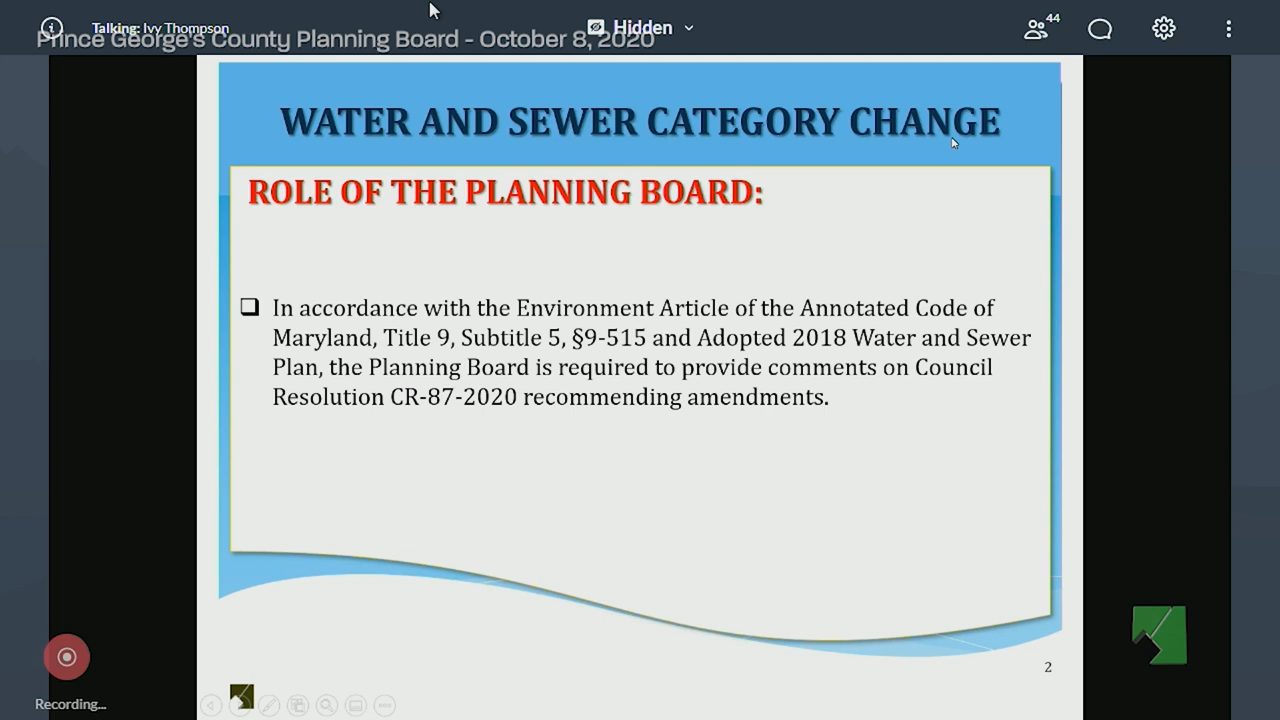 Talking: Ivy Thompson
Hidden
44
Prince George's County Planning Board - October 8, 2020
WATER AND SEWER CATEGORY CHANGE
ROLE OF THE PLANNING BOARD:
In accordance with the Environment Article of the Annotated Code of
Maryland, Title 9, Subtitle 5, §9-515 and Adopted 2018 Water and Sewer
Plan, the Planning Board is required to provide comments on Council
Resolution CR-87-2020 recommending amendments.
2
Recording...